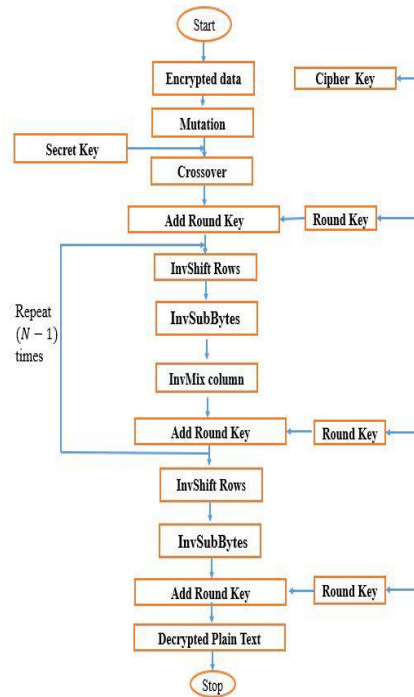 Start
Encrypted data
Cipher Key
Mutation
Secret Key
Crossover
Add Round Key
Round Key
InvShift Rows
Repeat
(N − 1)
times
InvSubBytes
InvMix column
Add Round Key
Round Key
InvShift Rows
InvSubBytes
Add Round Key
Round Key
Decrypted Plain Text
Stop